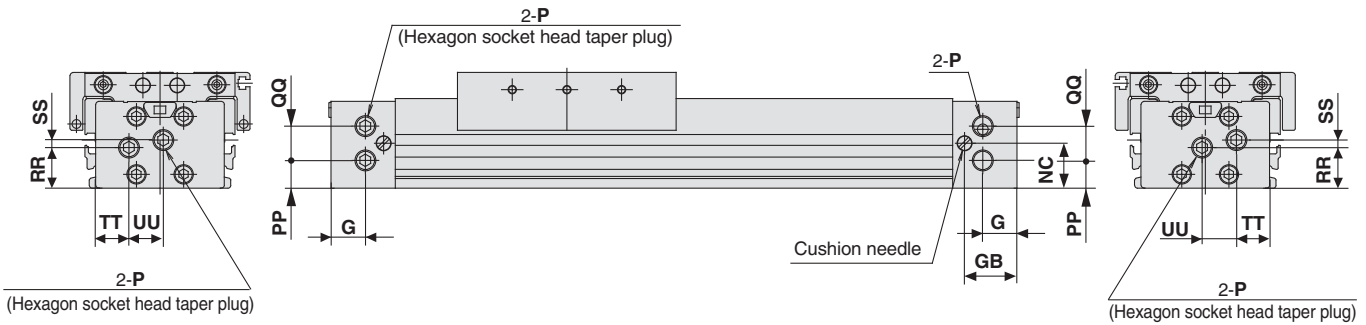 2-P
(Hexagon socket head taper plug)
2-P
QQ
QQ
SS
RR
SS
RR
NC
PP
PP
TT UU
G
G
UU TT
GB
Cushion needle
2-P
(Hexagon socket head taper plug)
2-P
(Hexagon socket head taper plug)